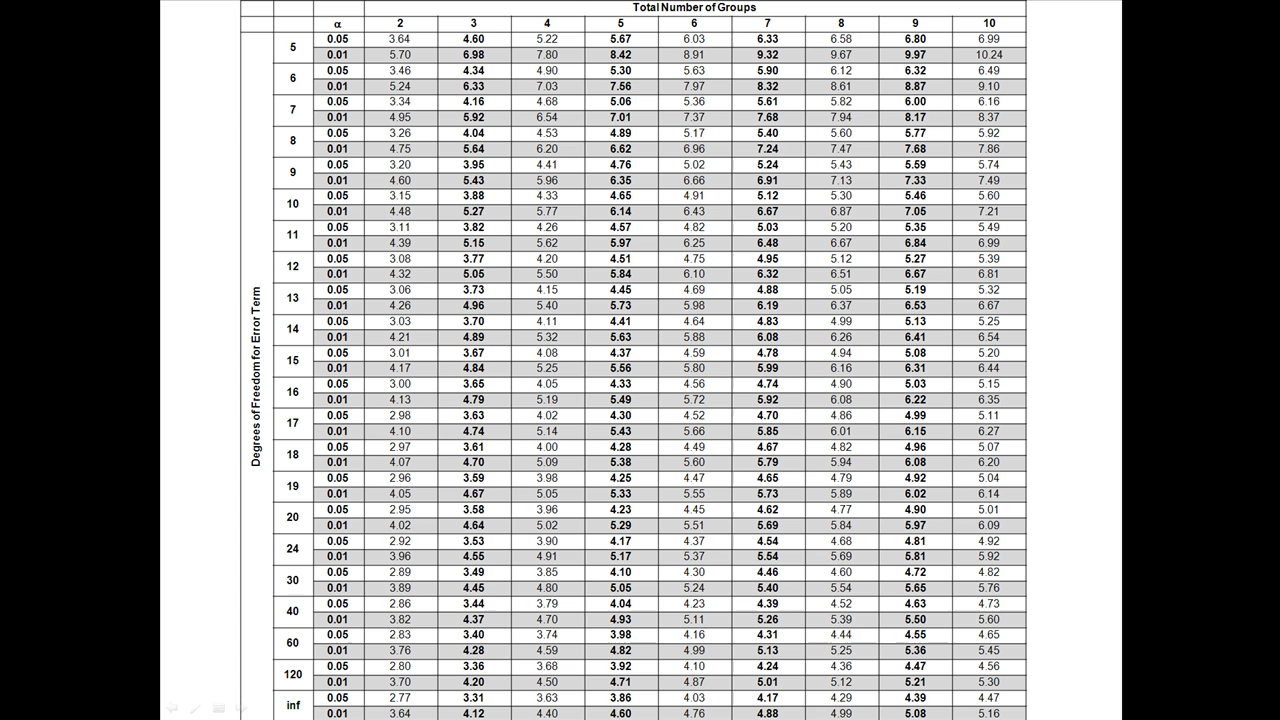 Total Number of Groups
α 2 3 4 5 6 7 8 9 10
Degrees of Freedom for Error Term
5 0.05 3.64 4.60 5.22 5.67 6.03 6.33 6.58 6.80 6.99
0.01 5.70 6.98 7.80 8.42 8.91 9.32 9.67 9.97 10.24
6 0.05 3.46 4.34 4.90 5.30 5.63 5.90 6.12 6.32 6.49
0.01 5.24 6.33 7.03 7.56 7.97 8.32 8.61 8.87 9.10
7 0.05 3.34 4.16 4.68 5.06 5.36 5.61 5.82 6.00 6.16
0.01 4.95 5.92 6.54 7.01 7.37 7.68 7.94 8.17 8.37
8 0.05 3.26 4.04 4.53 4.89 5.17 5.40 5.60 5.77 5.92
0.01 4.75 5.64 6.20 6.62 6.96 7.24 7.47 7.68 7.86
9 0.05 3.20 3.95 4.41 4.76 5.02 5.24 5.43 5.59 5.74
0.01 4.60 5.43 5.96 6.35 6.66 6.91 7.13 7.33 7.49
10 0.05 3.15 3.88 4.33 4.65 4.91 5.12 5.30 5.46 5.60
0.01 4.48 5.27 5.77 6.14 6.43 6.67 6.87 7.05 7.21
11 0.05 3.11 3.82 4.26 4.57 4.82 5.03 5.20 5.35 5.49
0.01 4.39 5.15 5.62 5.97 6.25 6.48 6.67 6.84 6.99
12 0.05 3.08 3.77 4.20 4.51 4.75 4.95 5.12 5.27 5.39
0.01 4.32 5.05 5.50 5.84 6.10 6.32 6.51 6.67 6.81
13 0.05 3.06 3.73 4.15 4.45 4.69 4.88 5.05 5.19 5.32
0.01 4.26 4.96 5.40 5.73 5.98 6.19 6.37 6.53 6.67
14 0.05 3.03 3.70 4.11 4.41 4.64 4.83 4.99 5.13 5.25
0.01 4.21 4.89 5.32 5.63 5.88 6.08 6.26 6.41 6.54
15 0.05 3.01 3.67 4.08 4.37 4.59 4.78 4.94 5.08 5.20
0.01 4.17 4.84 5.25 5.56 5.80 5.99 6.16 6.31 6.44
16 0.05 3.00 3.65 4.05 4.33 4.56 4.74 4.90 5.03 5.15
0.01 4.13 4.79 5.19 5.49 5.72 5.92 6.08 6.22 6.35
17 0.05 2.98 3.63 4.02 4.30 4.52 4.70 4.86 4.99 5.11
0.01 4.10 4.74 5.14 5.43 5.66 5.85 6.01 6.15 6.27
18 0.05 2.97 3.61 4.00 4.28 4.49 4.67 4.82 4.96 5.07
0.01 4.07 4.70 5.09 5.38 5.60 5.79 5.94 6.08 6.20
19 0.05 2.96 3.59 3.98 4.25 4.47 4.65 4.79 4.92 5.04
0.01 4.05 4.67 5.05 5.33 5.55 5.73 5.89 6.02 6.14
20 0.05 2.95 3.58 3.96 4.23 4.45 4.62 4.77 4.90 5.01
0.01 4.02 4.64 5.02 5.29 5.51 5.69 5.84 5.97 6.09
24 0.05 2.92 3.53 3.90 4.17 4.37 4.54 4.68 4.81 4.92
0.01 3.96 4.55 4.91 5.17 5.37 5.54 5.69 5.81 5.92
30 0.05 2.89 3.49 3.85 4.10 4.30 4.46 4.60 4.72 4.82
0.01 3.89 4.45 4.80 5.05 5.24 5.40 5.54 5.65 5.76
40 0.05 2.86 3.44 3.79 4.04 4.23 4.39 4.52 4.63 4.73
0.01 3.82 4.37 4.70 4.93 5.11 5.26 5.39 5.50 5.60
60 0.05 2.83 3.40 3.74 3.98 4.16 4.31 4.44 4.55 4.65
0.01 3.76 4.28 4.59 4.82 4.99 5.13 5.25 5.36 5.45
120 0.05 2.80 3.36 3.68 3.92 4.10 4.24 4.36 4.47 4.56
0.01 3.70 4.20 4.50 4.71 4.87 5.01 5.12 5.21 5.30
inf 0.05 2.77 3.31 3.63 3.86 4.03 4.17 4.29 4.39 4.47
0.01 3.64 4.12 4.40 4.60 4.76 4.88 4.99 5.08 5.16